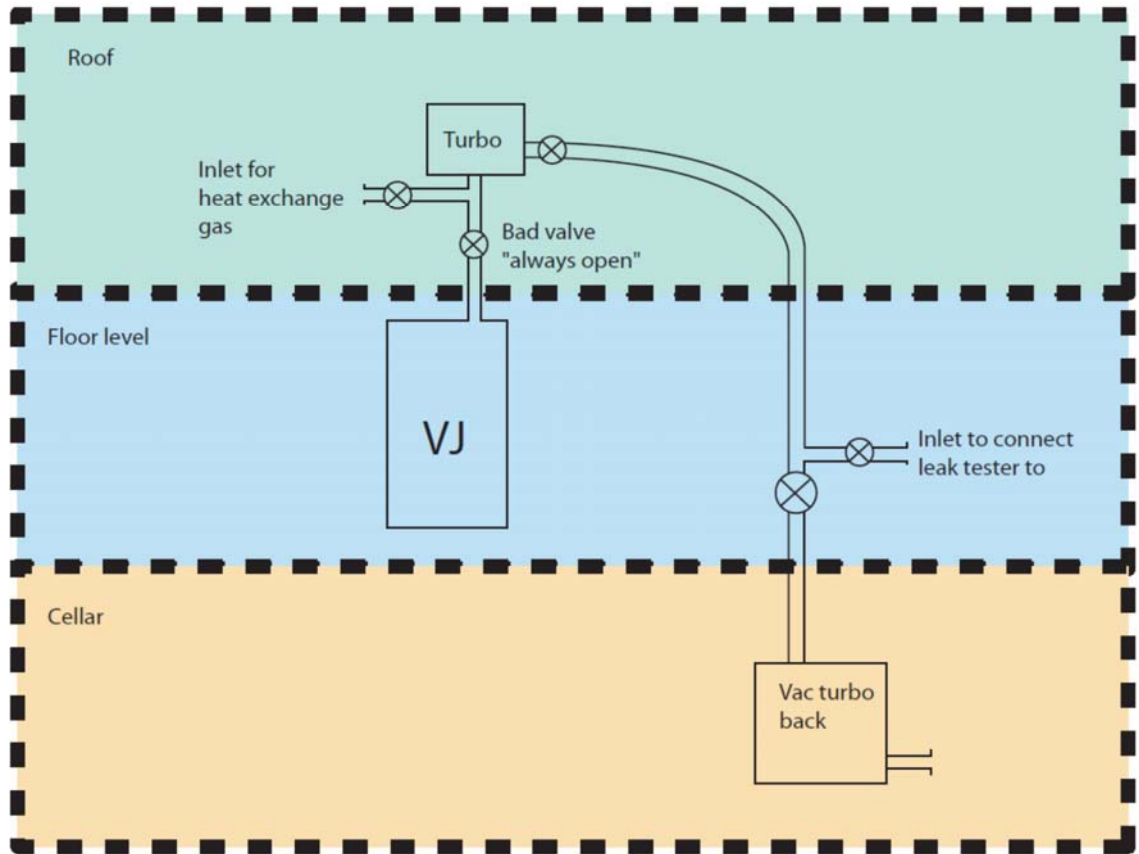 Roof
Turbo
Inlet for
heat exchange
gas
Bad valve
"always open"
Floor level
VJ
Inlet to connect
leak tester to
Cellar
Vac turbo
back